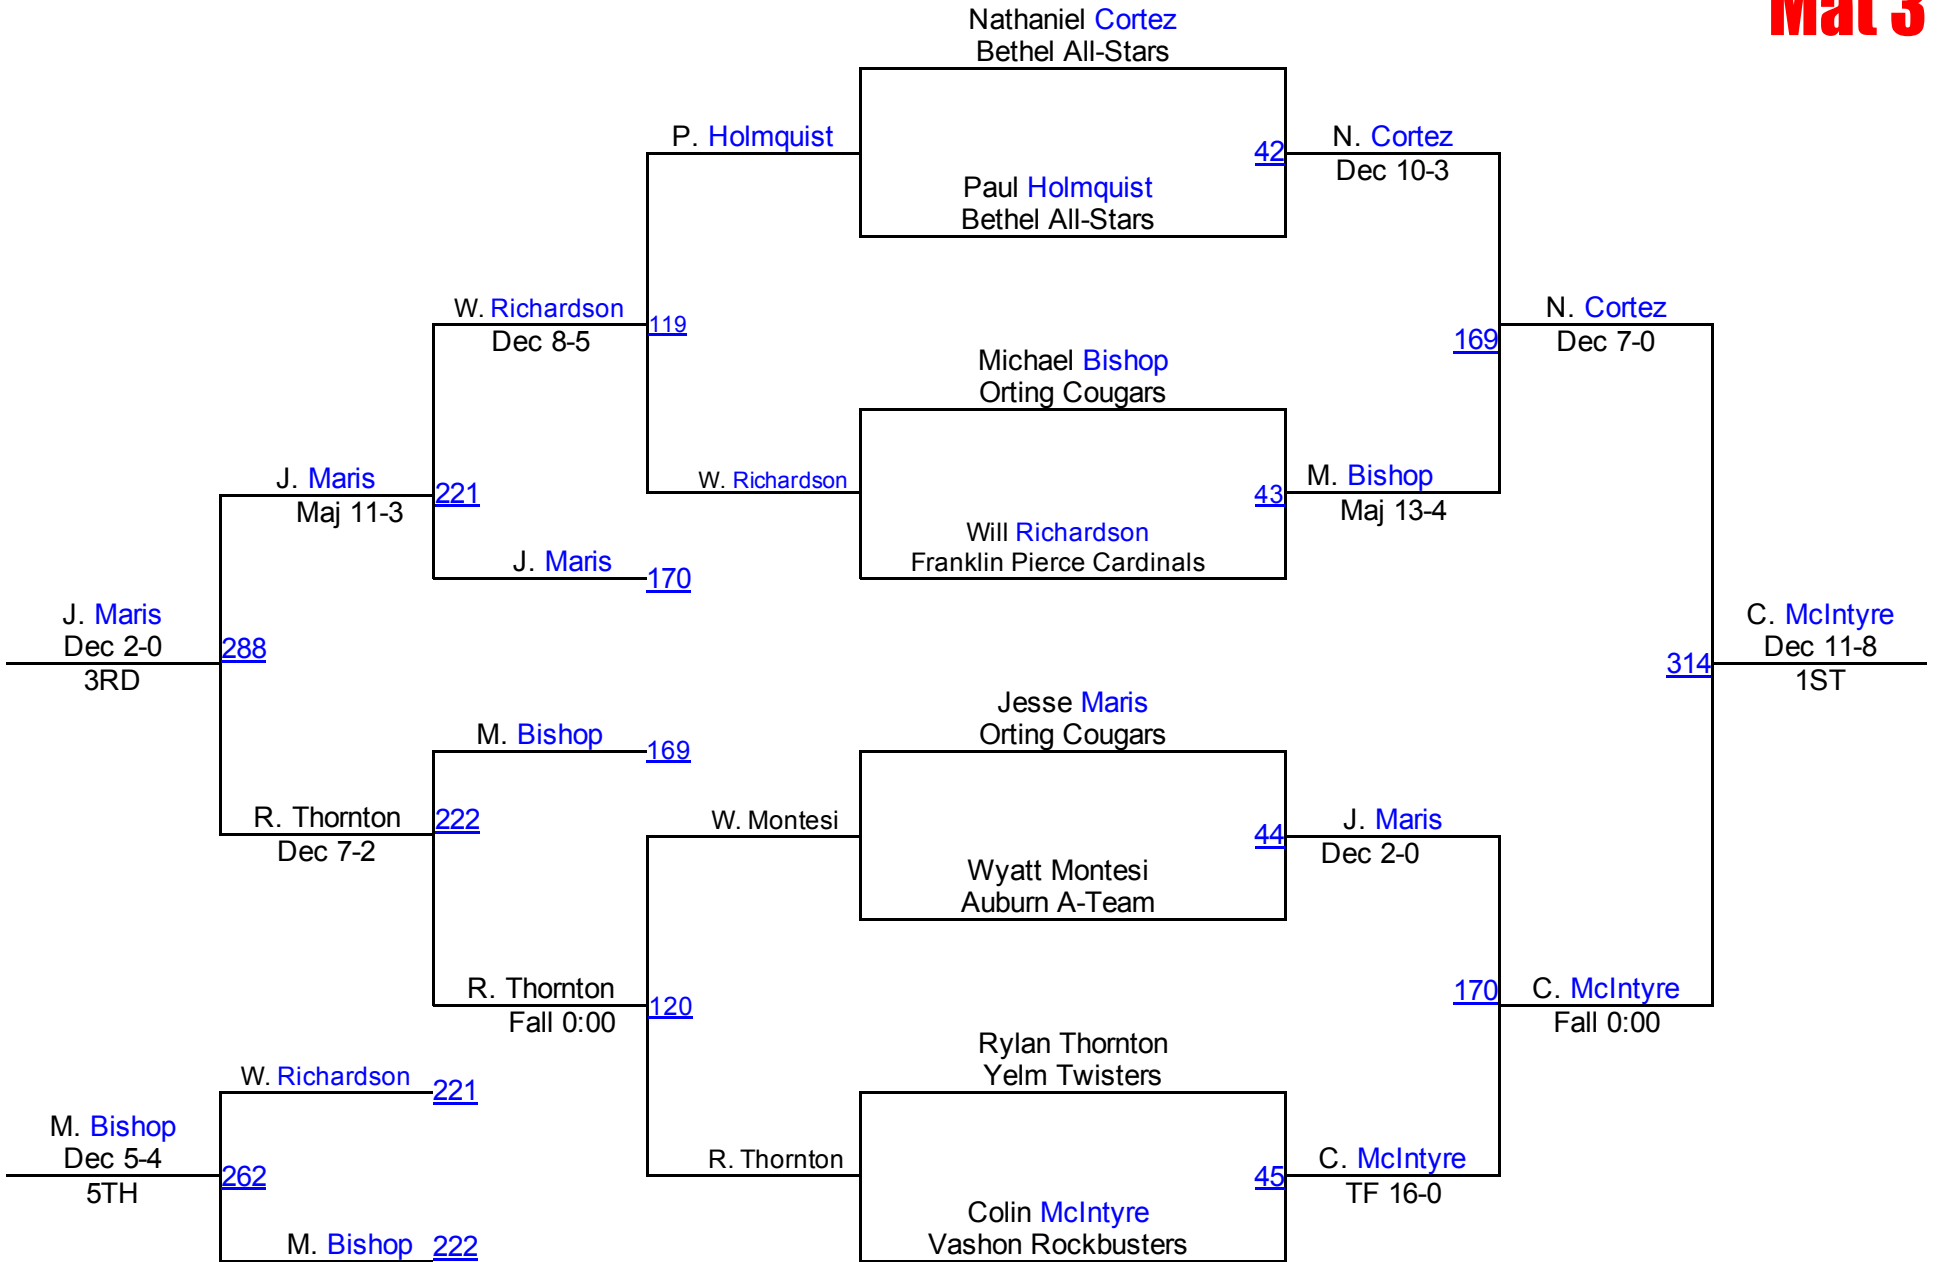 Mat 3
Nathaniel Cortez
Bethel All-Stars
P. Holmquist
42
N. Cortez
Dec 10-3
Paul Holmquist
Bethel All-Stars
W. Richardson
Dec 8-5
119
N. Cortez
Dec 7-0
169
Michael Bishop
Orting Cougars
J. Maris
Maj 11-3
221
W. Richardson
43
M. Bishop
Maj 13-4
Will Richardson
Franklin Pierce Cardinals
J. Maris
170
J. Maris
Dec 2-0
3RD
288
C. McIntyre
Dec 11-8
1ST
314
Jesse Maris
Orting Cougars
M. Bishop
169
R. Thornton
Dec 7-2
222
W. Montesi
44
J. Maris
Dec 2-0
Wyatt Montesi
Auburn A-Team
R. Thornton
Fall 0:00
120
170
C. McIntyre
Fall 0:00
Rylan Thornton
Yelm Twisters
W. Richardson
221
M. Bishop
Dec 5-4
5TH
262
R. Thornton
45
C. McIntyre
TF 16-0
Colin McIntyre
Vashon Rockbusters
M. Bishop
222